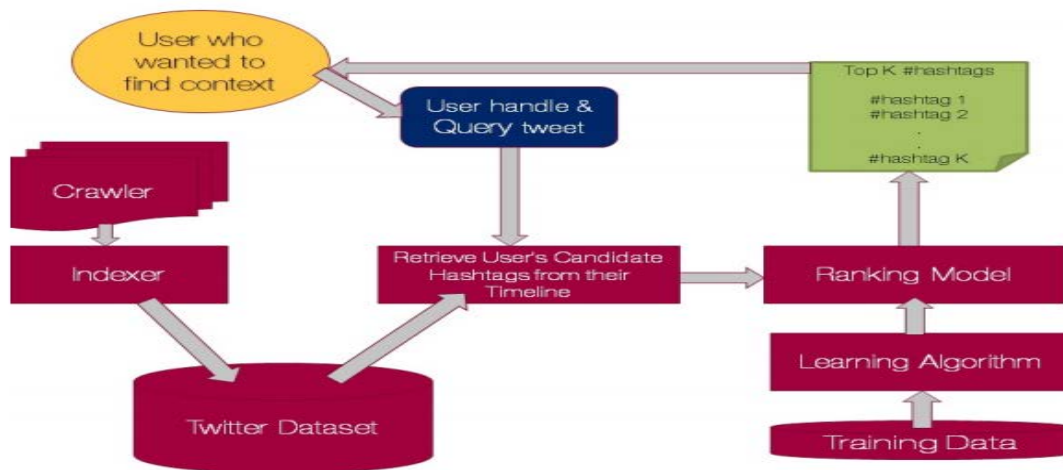 User who
wanted to
find context
User handle &
Query tweet
Top K #hashtags
#hashtag 1
#hashtag 2
.
.
#hashtag K
Crawler
Indexer
Retrieve User's Candidate
Hashtags from their
Timeline
Ranking Model
Learning Algorithm
Twitter Dataset
Training Data